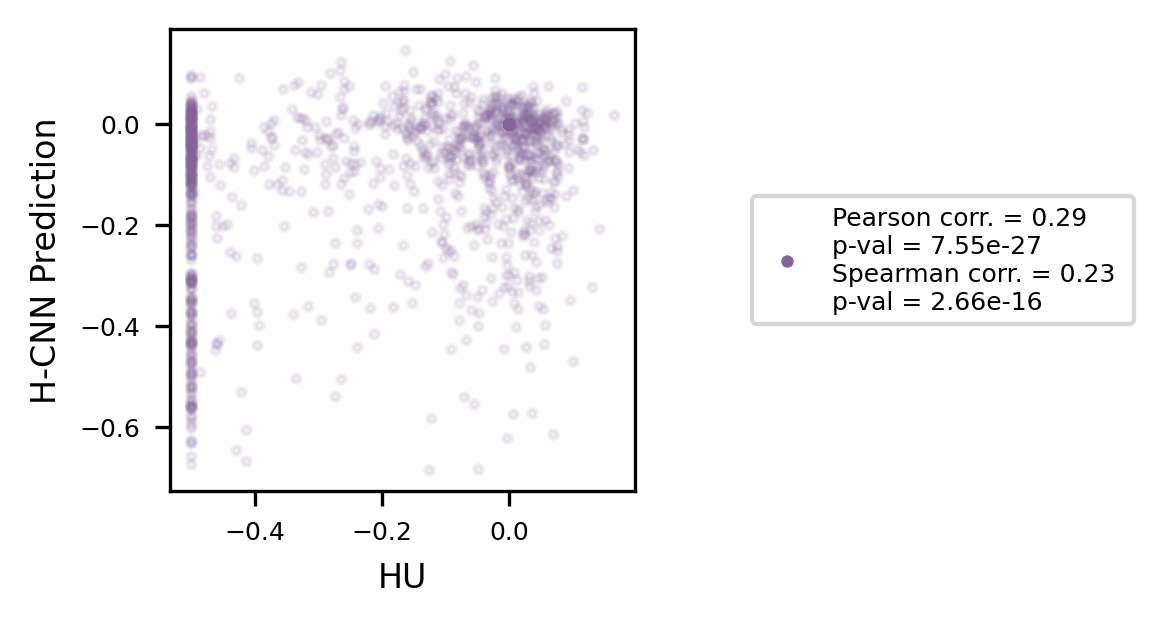 H-CNN Prediction
0.0
−0.2
−0.4
−0.6
−0.4
−0.2
0.0
HU
Pearson corr. = 0.29
p-val = 7.55e-27
Spearman corr. = 0.23
p-val = 2.66e-16